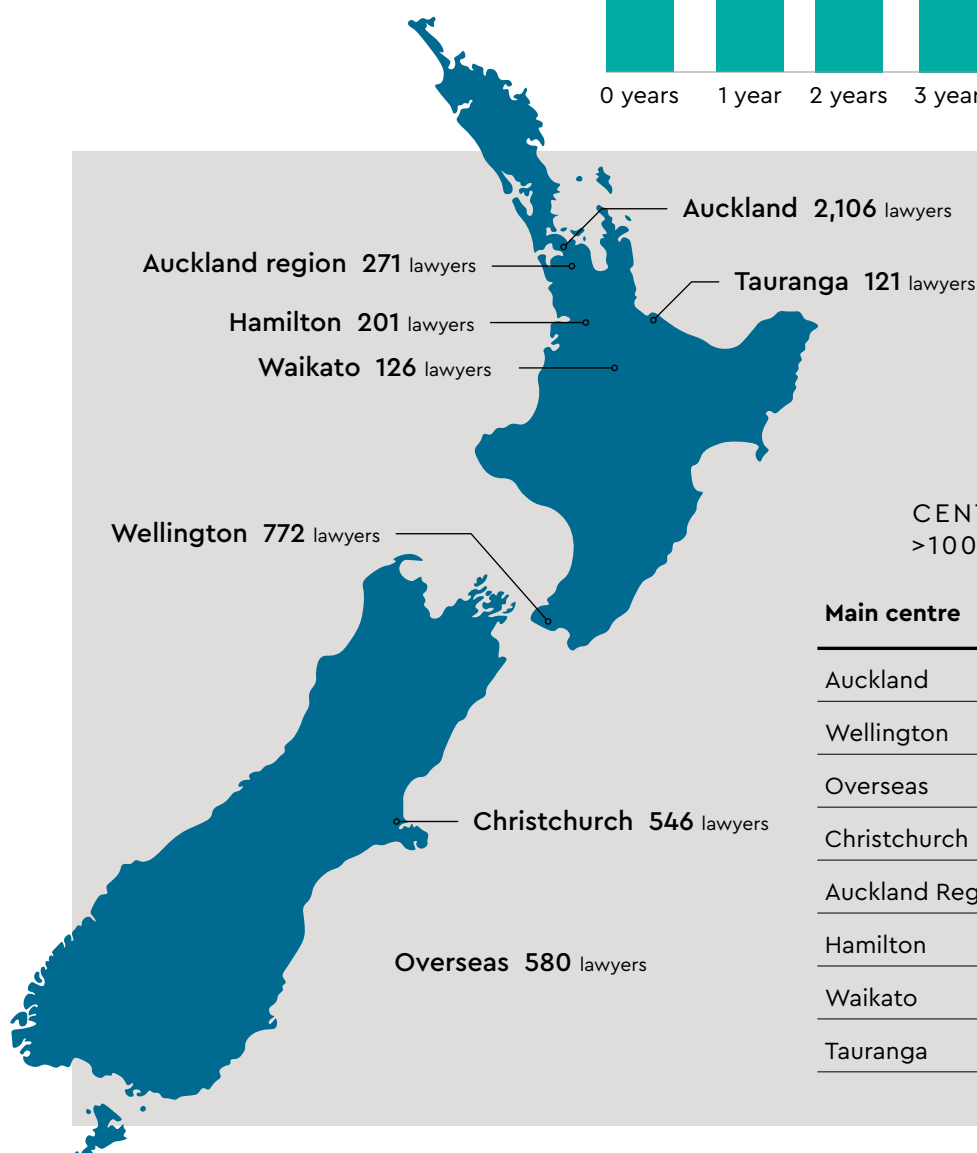 0 years 1 year 2 years
Auckland 2,106 lawyers
Auckland region 271 lawyers
Tauranga 121 lawyers
Hamilton 201 lawyers
Waikato 126 lawyers
Wellington 772 lawyers
>100
Main centre
Auckland
Wellington
Overseas
Christchurch
Auckland
Hamilton
Waikato
Tauranga
Christchurch 546 lawyers
Overseas 580 lawyers